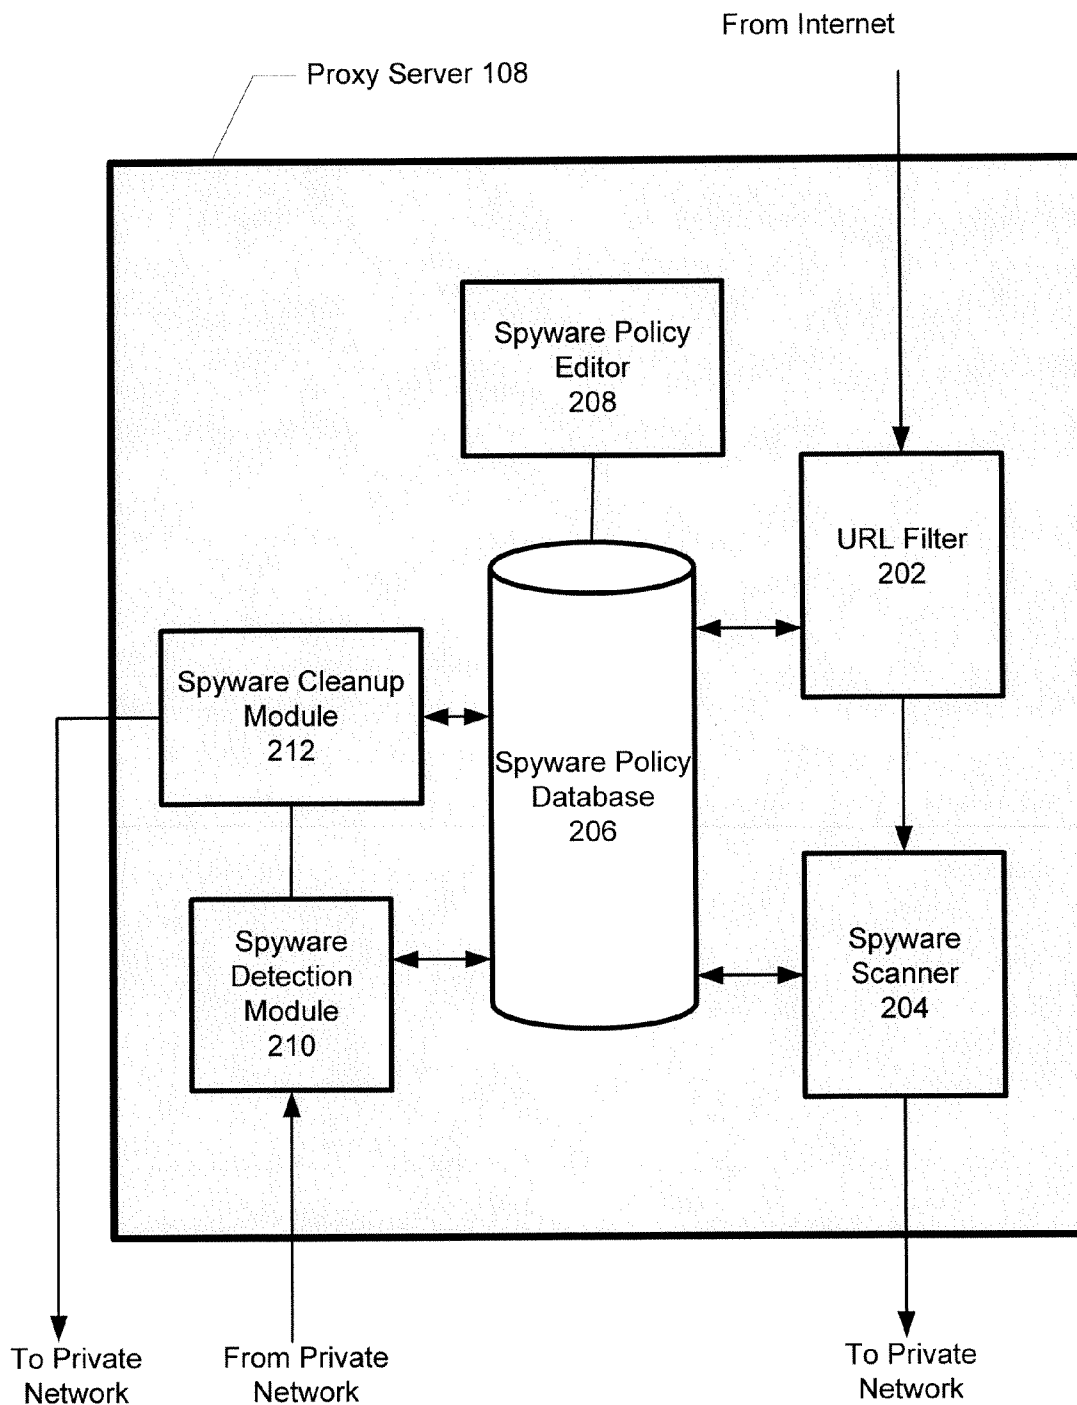 From Internet
Proxy Server 108
Spyware Policy
Editor
208
URL Filter
202
Spyware Cleanup
Module
212
Spyware Policy
Database
206
Spyware
Detection
Module
210
Spyware
Scanner
204
To Private
Network
From Private
Network
To Private
Network